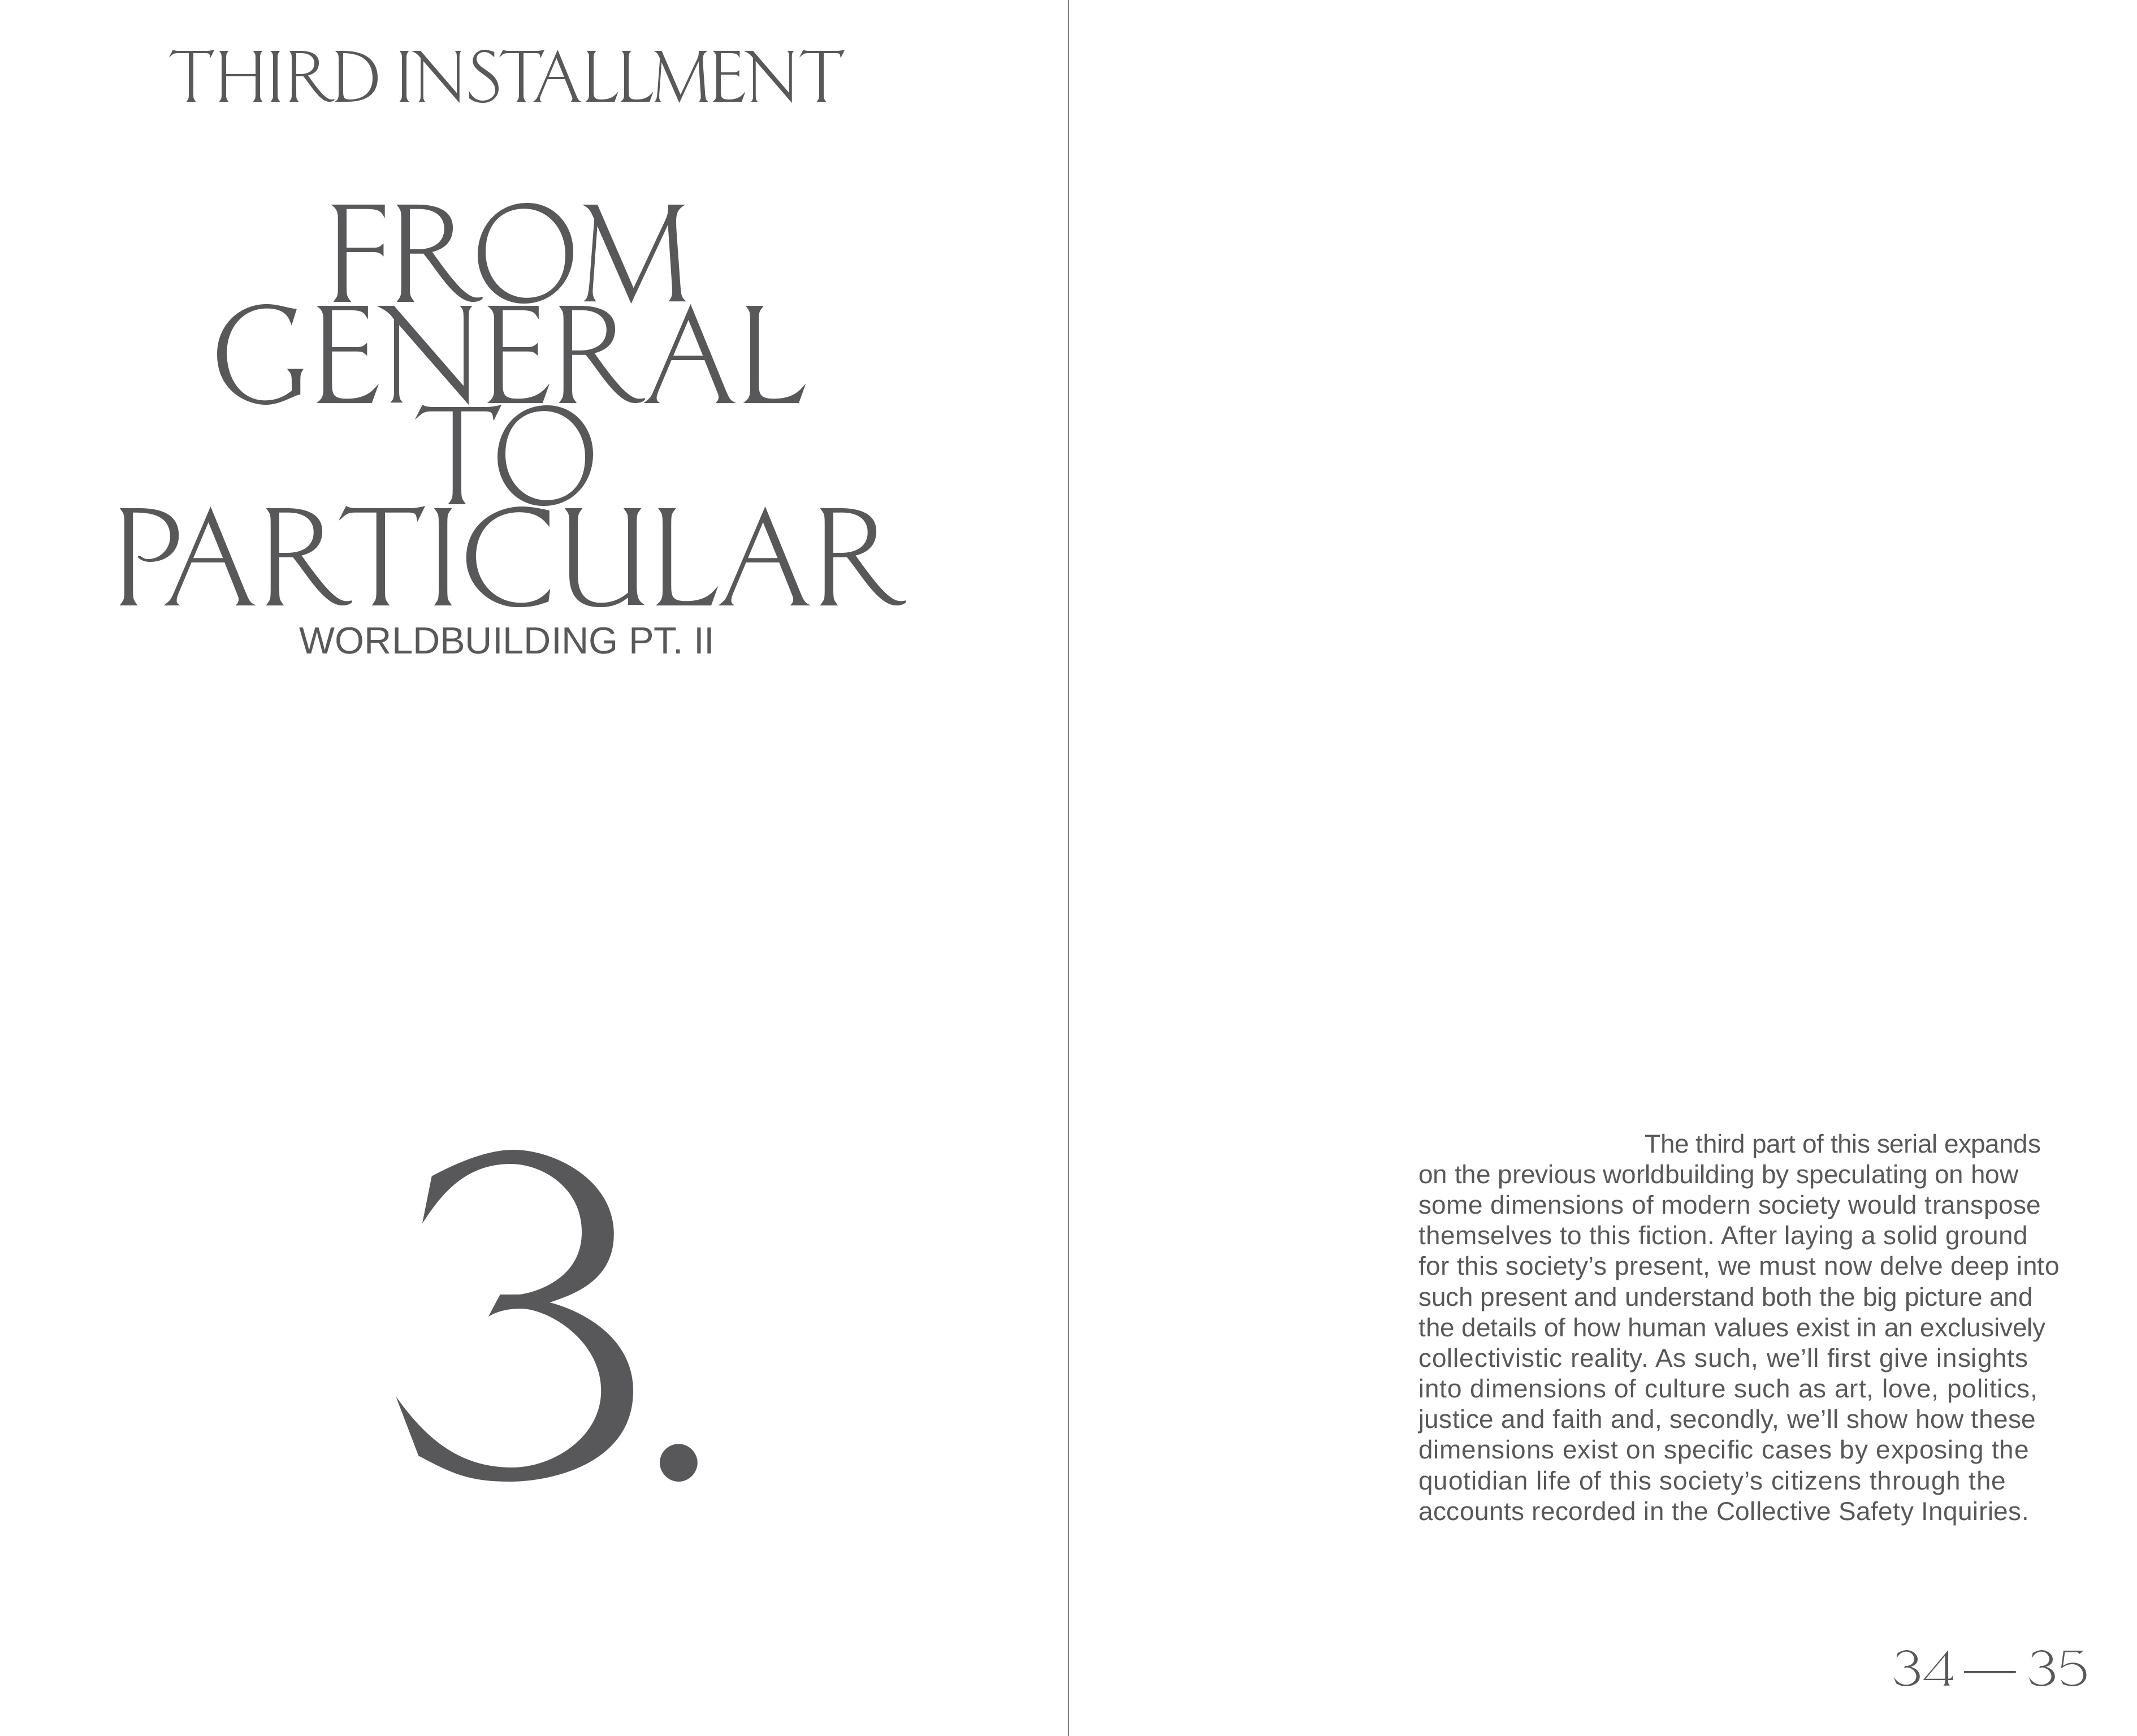 THIRD INSTALLMENT
FROM
GENERAL
TO
PARTICULAR
WORLDBUILDING PT. II
3.
The third part of this serial expands
on the previous worldbuilding by speculating on how
some dimensions of modern society would transpose
themselves to this fiction. After laying a solid ground
for this society’s present, we must now delve deep into
such present and understand both the big picture and
the details of how human values exist in an exclusively
collectivistic reality. As such, we’ll first give insights
into dimensions of culture such as art, love, politics,
justice and faith and, secondly, we’ll show how these
dimensions exist on specific cases by exposing the
quotidian life of this society’s citizens through the
accounts recorded in the Collective Safety Inquiries.
34 — 35